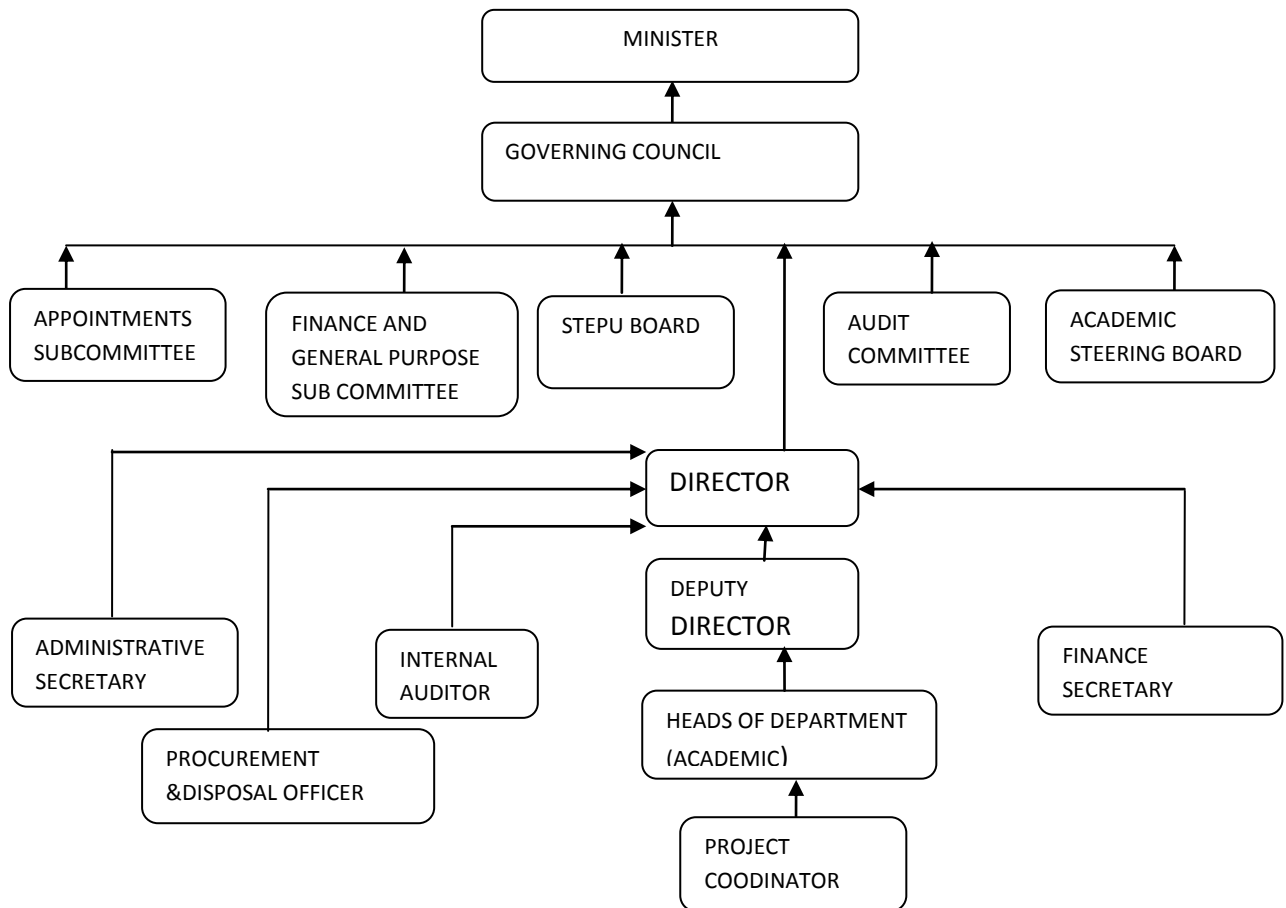 MINISTER
GOVERNING COUNCIL
APPOINTMENTS
SUBCOMMITTEE
FINANCE AND
GENERAL PURPOSE
SUB COMMITTEE
STEPU BOARD
AUDIT
COMMITTEE
ACADEMIC
STEERING BOARD
DIRECTOR
DEPUTY
DIRECTOR
ADMINISTRATIVE
SECRETARY
INTERNAL
AUDITOR
FINANCE
SECRETARY
HEADS OF DEPARTMENT
(ACADEMIC)
PROCUREMENT
&DISPOSAL OFFICER
PROJECT
COODINATOR